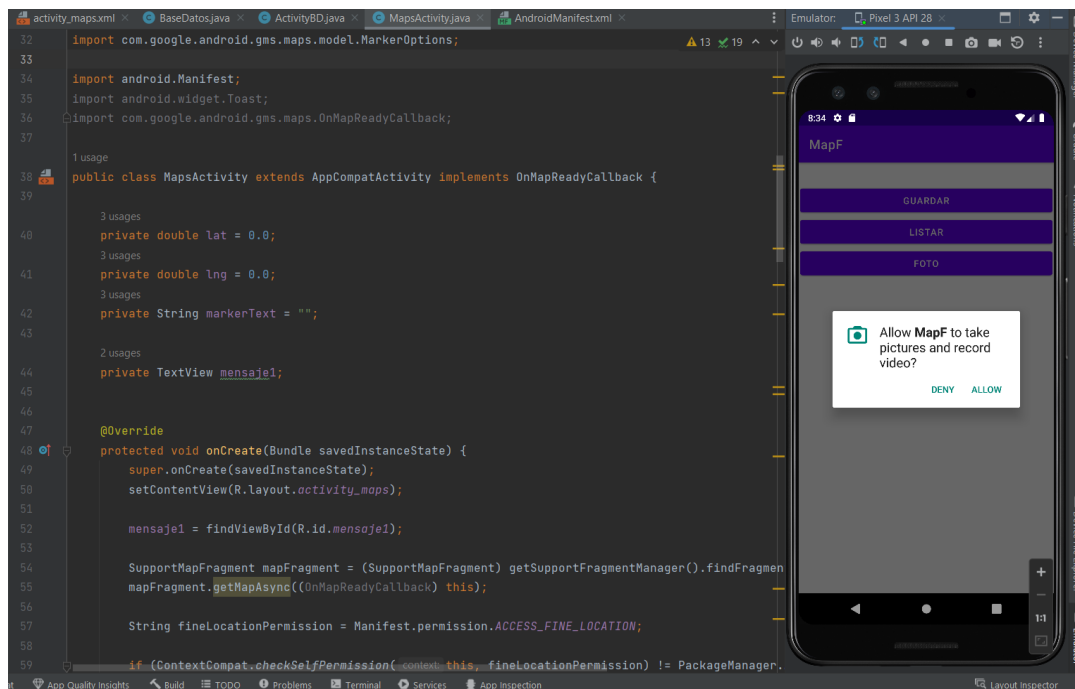 activity_maps.xml BaseDatos.java ActivityBD.java MapsActivity.java AndroidManifest.xml Emulator: Pixel 3 API 28
32 import com.google.android.gms.maps.model.MarkerOptions; 13 19
33
34 import android.Manifest;
35 import android.widget.Toast;
36 import com.google.android.gms.maps.OnMapReadyCallback;
37
1 usage
38 public class MapsActivity extends AppCompatActivity implements OnMapReadyCallback {
39
3 usages
40 private double lat = 0.0;
3 usages
41 private double lng = 0.0;
3 usages
42 private String markerText = "";
43
2 usages
44 private TextView mensaje1;
45
46
47 @Override
48 protected void onCreate(Bundle savedInstanceState) {
49 super.onCreate(savedInstanceState);
50 setContentView(R.layout.activity_maps);
51
52 mensaje1 = findViewById(R.id.mensaje1);
53
54 SupportMapFragment mapFragment = (SupportMapFragment) getSupportFragmentManager().findFragmen
55 mapFragment.getMapAsync((OnMapReadyCallback) this);
56
57 String fineLocationPermission = Manifest.permission.ACCESS_FINE_LOCATION;
58
59 if (ContextCompat.checkSelfPermission( context: this, fineLocationPermission) != PackageManager.
8:34
MapF
GUARDAR
LISTAR
FOTO
Allow MapF to take
pictures and record
video?
DENY ALLOW
1:1
at App Quality Insights Build TODO Problems Terminal Services App Inspection Layout Inspector